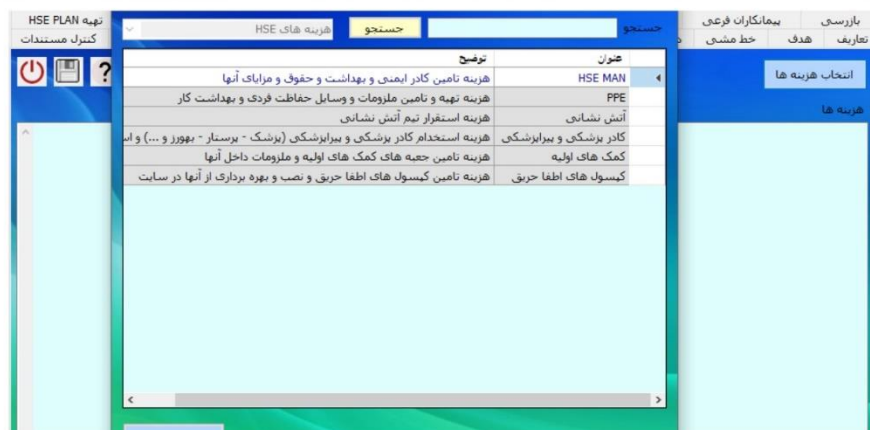 بازرسی پیمانکاران فرعی تهیه HSE PLAN
تعاریف هدف خط مشی کنترل مستندات
جستجو جستجو هزینه های HSE
انتخاب هزینه ها
هزینه ها
عنوان توضیح
HSE MAN هزینه تامین کادر ایمنی و بهداشت و حقوق و مزایای آنها
PPE هزینه تهیه و تامین ملزومات و وسایل حفاظت فردی و بهداشت کار
آتش نشانی هزینه استقرار تیم آتش نشانی
کادر پزشکی و پیراپزشکی هزینه استخدام کادر پزشکی و پیراپزشکی (پزشک - پرستار - بهورز و ...) و
کمک های اولیه هزینه تامین جعبه های کمک های اولیه و ملزومات داخل آنها
کپسول های اطفا حریق هزینه تامین کپسول های اطفا حریق و نصب و بهره برداری از آنها در سایت